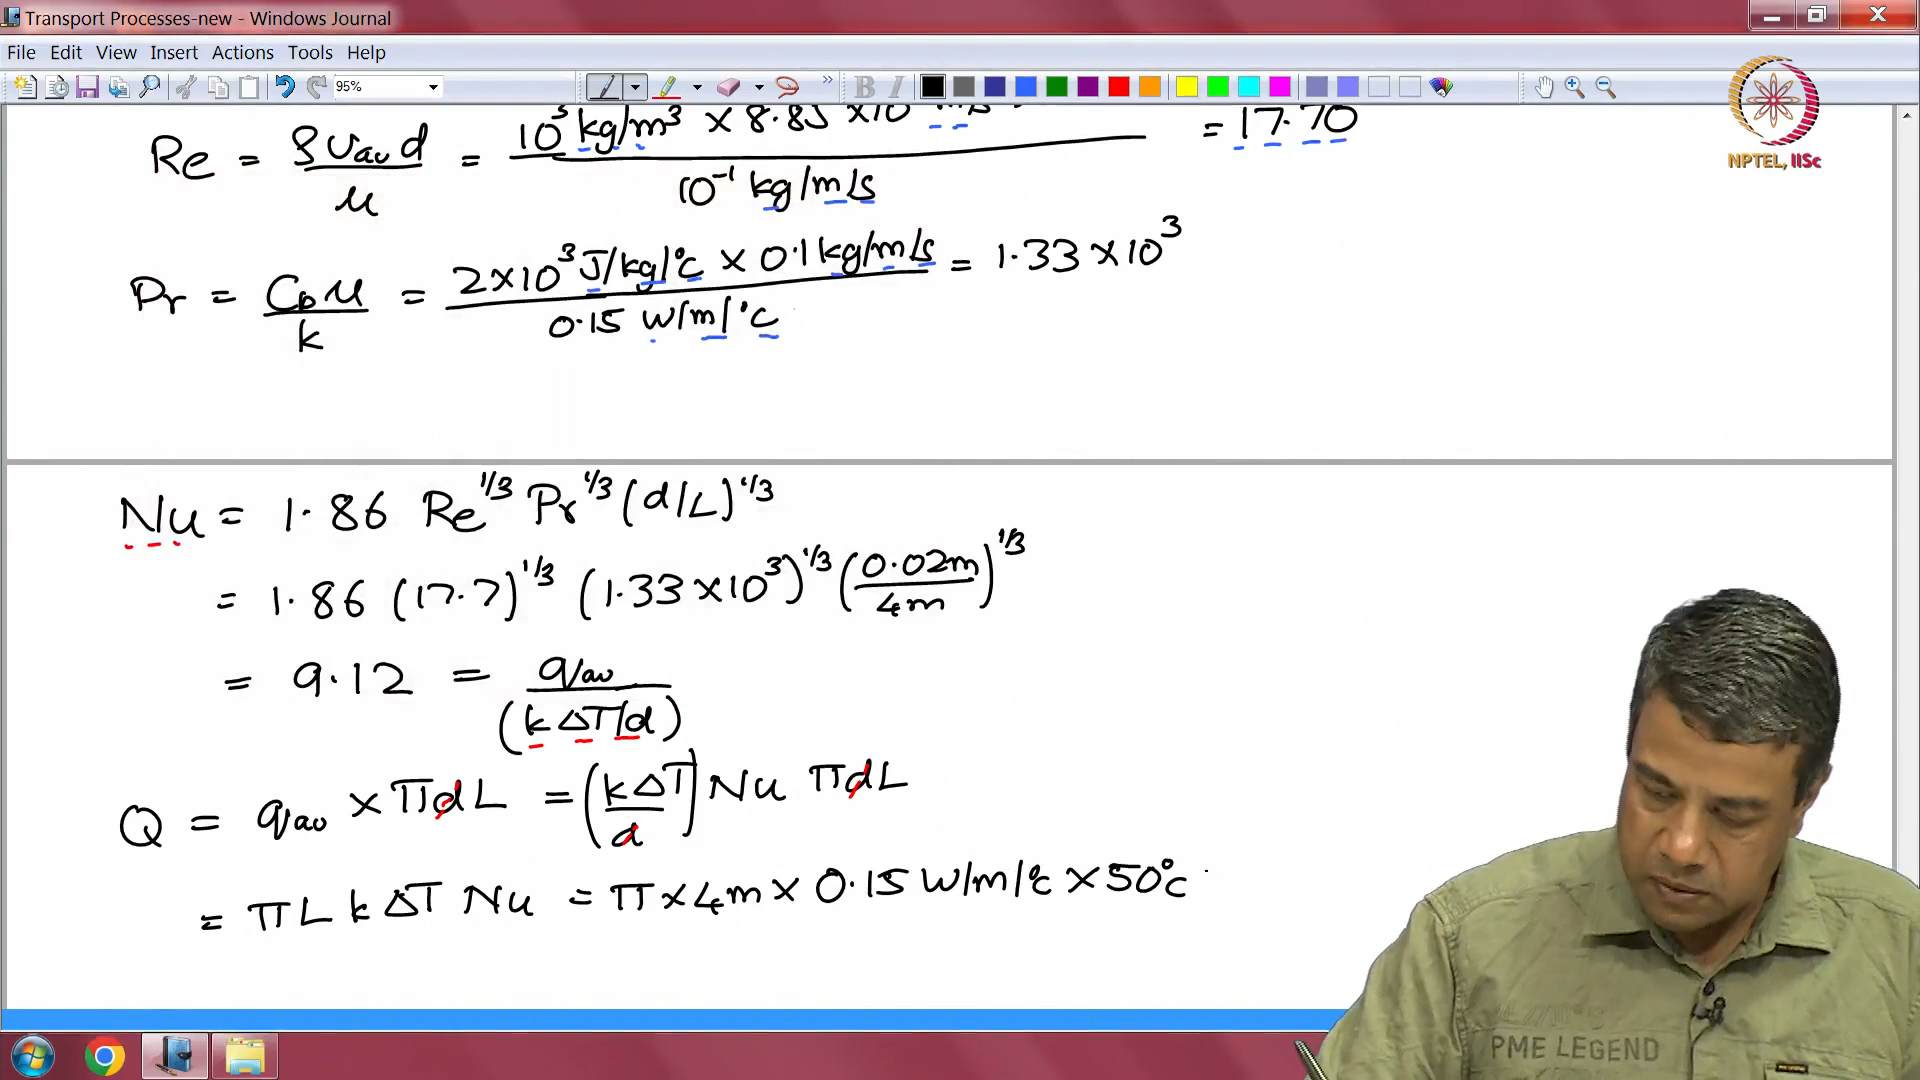 Transport Processes-new - Windows Journal
File Edit View Insert Actions Tools Help
95%
B I
NPTEL, IISc
Re = ρ υav d / μ = 10³ kg/m³ × 8.85 × 10 m/s / 10⁻¹ kg/m/s = 17.70
Pr = Cp μ / k = 2×10³ J/kg/°C × 0.1 kg/m/s / 0.15 W/m/°C = 1.33 × 10³
Nu = 1.86 Re^1/3 Pr^1/3 (d/L)^1/3
= 1.86 (17.7)^1/3 (1.33 × 10³)^1/3 (0.02m / 4m)^1/3
= 9.12 = qav / (k ΔT/d)
Q = qav × πdL = (kΔT / d) Nu πdL
= πL k ΔT Nu = π × 4m × 0.15 W/m/°C × 50°C
PME LEGEND